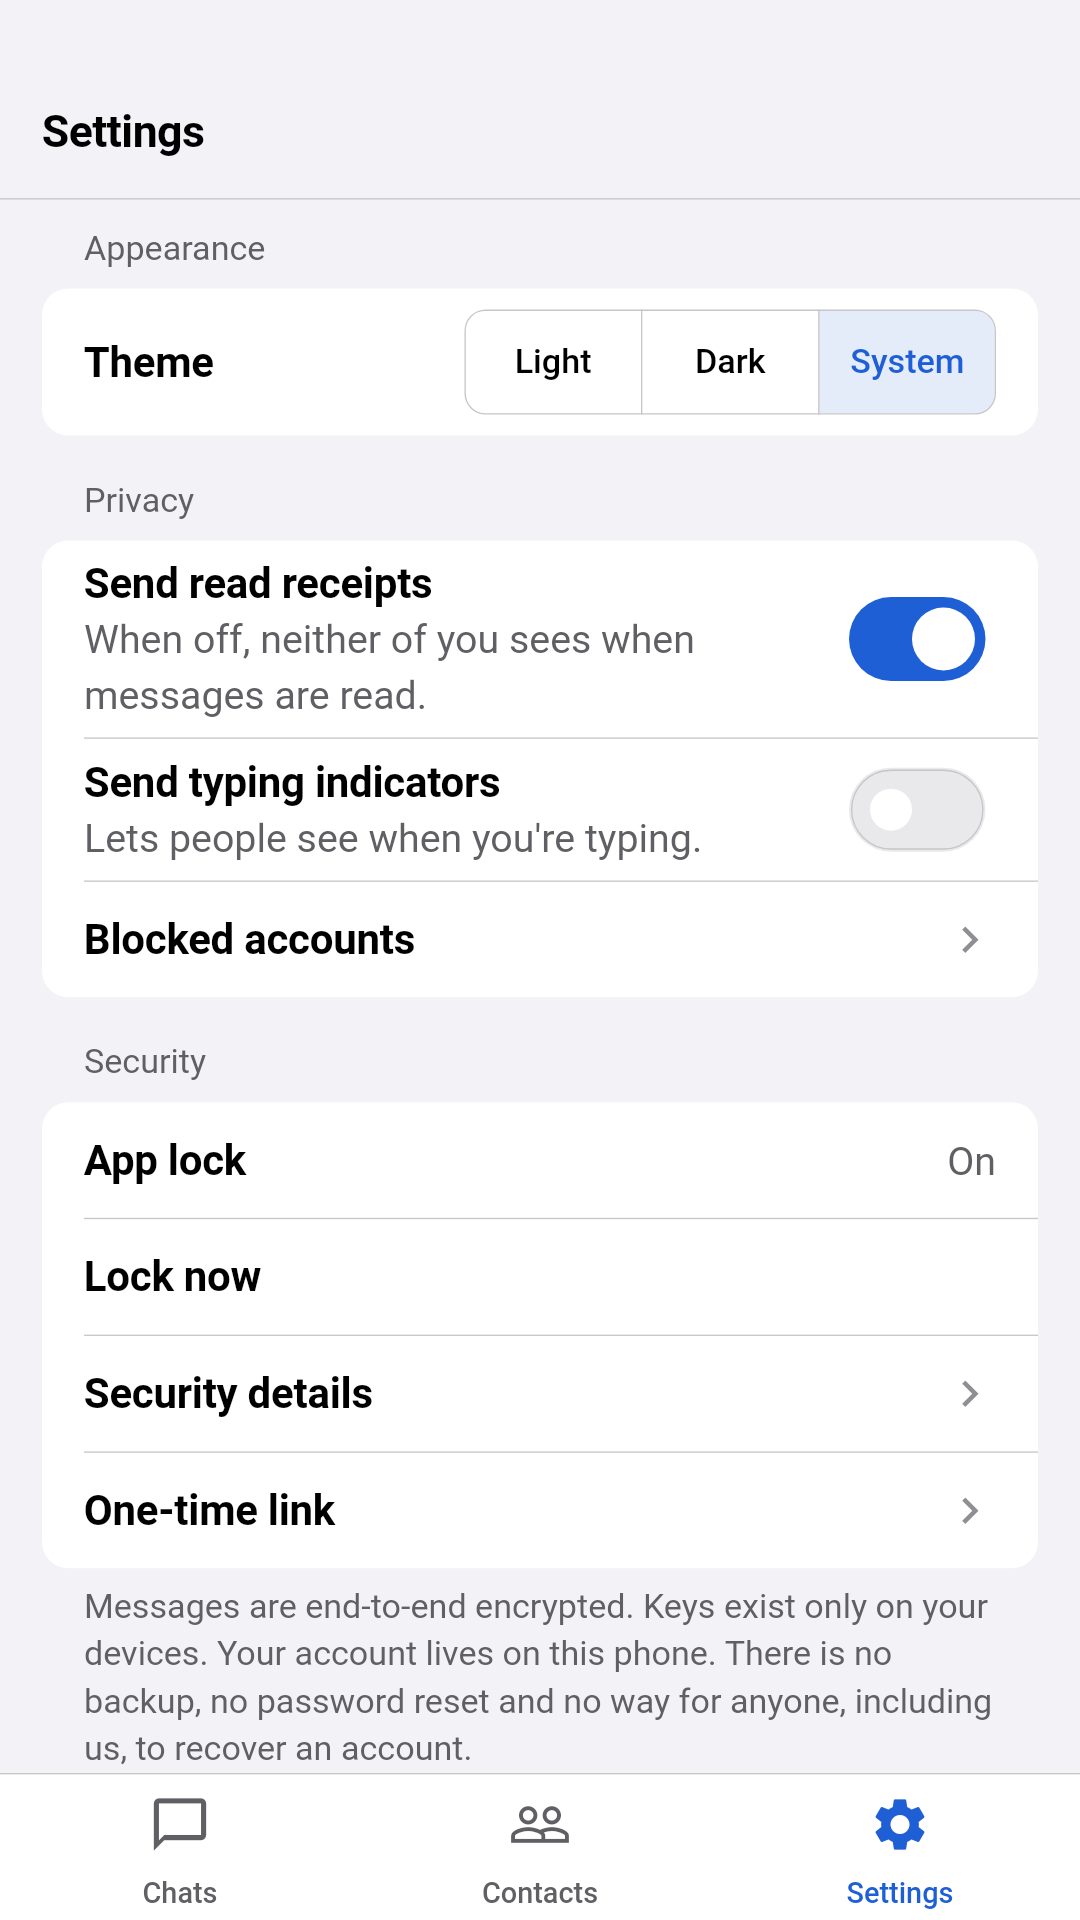 Settings
Appearance
Theme
Light
Dark
System
Privacy
Send read receipts
When off, neither of you sees when
messages are read.
Send typing indicators
Lets people see when you're typing.
Blocked accounts
Security
App lock
On
Lock now
Security details
One-time link
Messages are end-to-end encrypted. Keys exist only on your
devices. Your account lives on this phone. There is no
backup, no password reset and no way for anyone, including
us, to recover an account.
Chats
Contacts
Settings